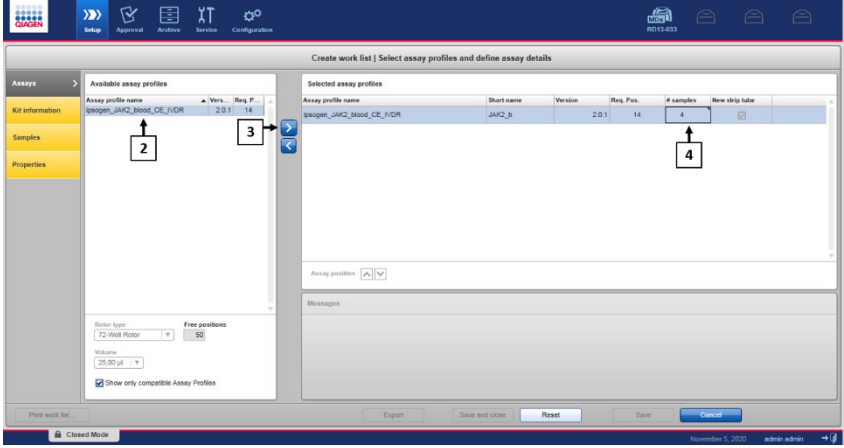 QIAGEN
Setup Approval Archive Service Configuration
MDx
RD13-033
Create work list | Select assay profiles and define assay details
Assays
Kit information
Samples
Properties
Available assay profiles
Assay profile name Vers... Req. P...
ipsogen_JAK2_blood_CE_IVDR 2.0.1 14
2
3
Selected assay profiles
Assay profile name Short name Version Req. Pos. # samples New strip tube
ipsogen_JAK2_blood_CE_IVDR JAK2_b 2.0.1 14 4
4
Assay position
Messages
Rotor type Free positions
72-Well Rotor 50
Volume
25,00 µl
Show only compatible Assay Profiles
Print work list... Export Save and close Reset Save Cancel
Closed Mode November 5, 2020 admin admin